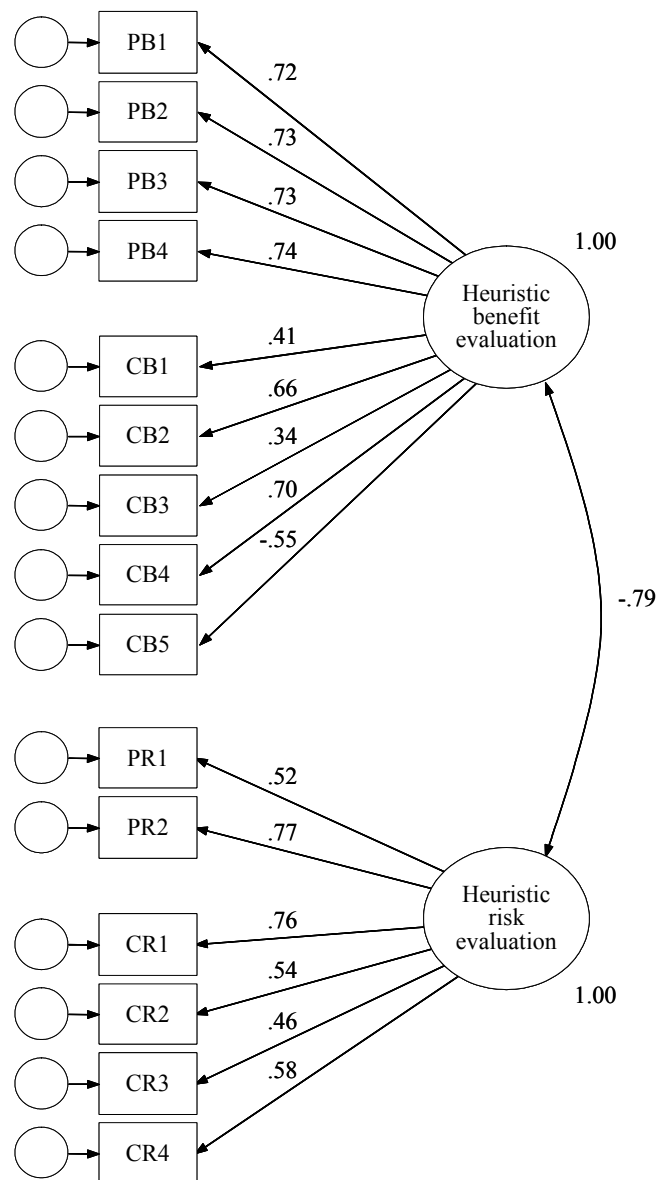 PB1
.72
PB2
.73
PB3
.73
PB4
.74
1.00
Heuristic
benefit
evaluation
CB1
.41
CB2
.66
CB3
.34
CB4
.70
CB5
-.55
-.79
PR1
.52
PR2
.77
Heuristic
risk
evaluation
1.00
CR1
.76
CR2
.54
CR3
.46
CR4
.58